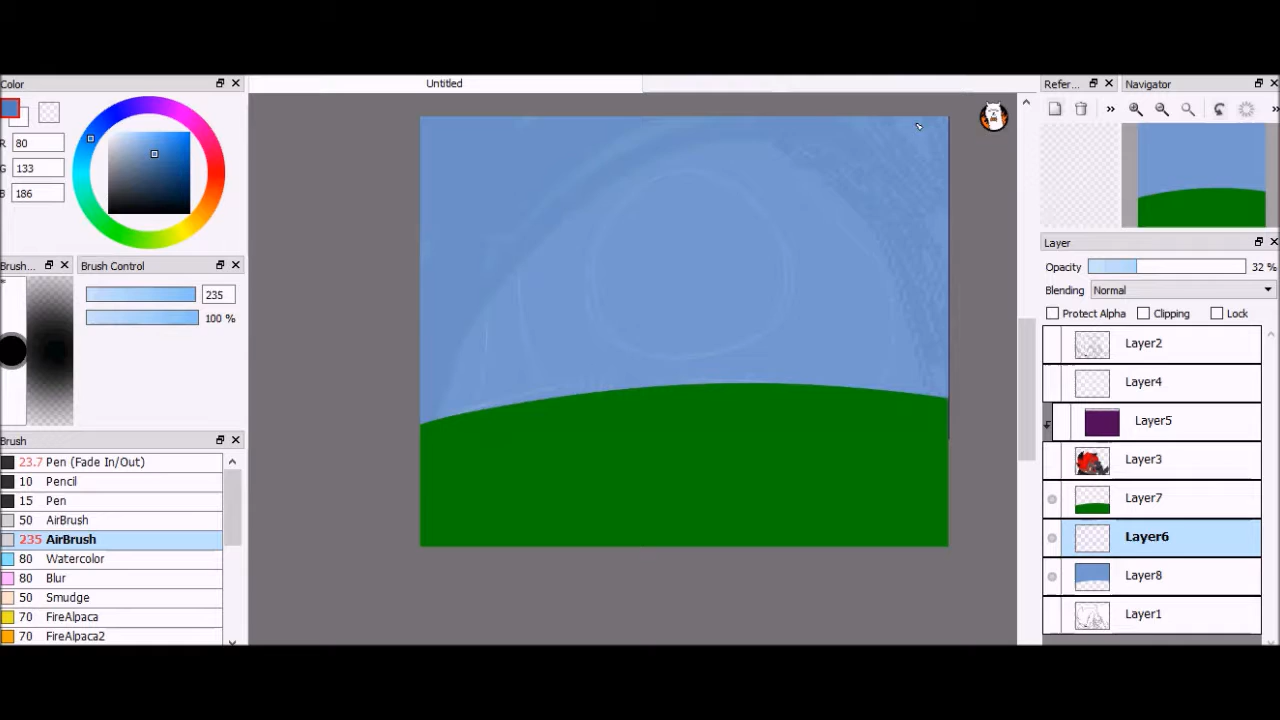 Color
Untitled
Refer...
Navigator
R 80
G 133
B 186
Opacity 32 %
Layer
Blending Normal
Protect Alpha Clipping Lock
Brush...
Brush Control
*
235
100 %
Layer2
Layer4
Layer5
Layer3
Layer7
Layer6
Layer8
Layer1
Brush
23.7 Pen (Fade In/Out)
10 Pencil
15 Pen
50 AirBrush
235 AirBrush
80 Watercolor
80 Blur
50 Smudge
70 FireAlpaca
70 FireAlpaca2